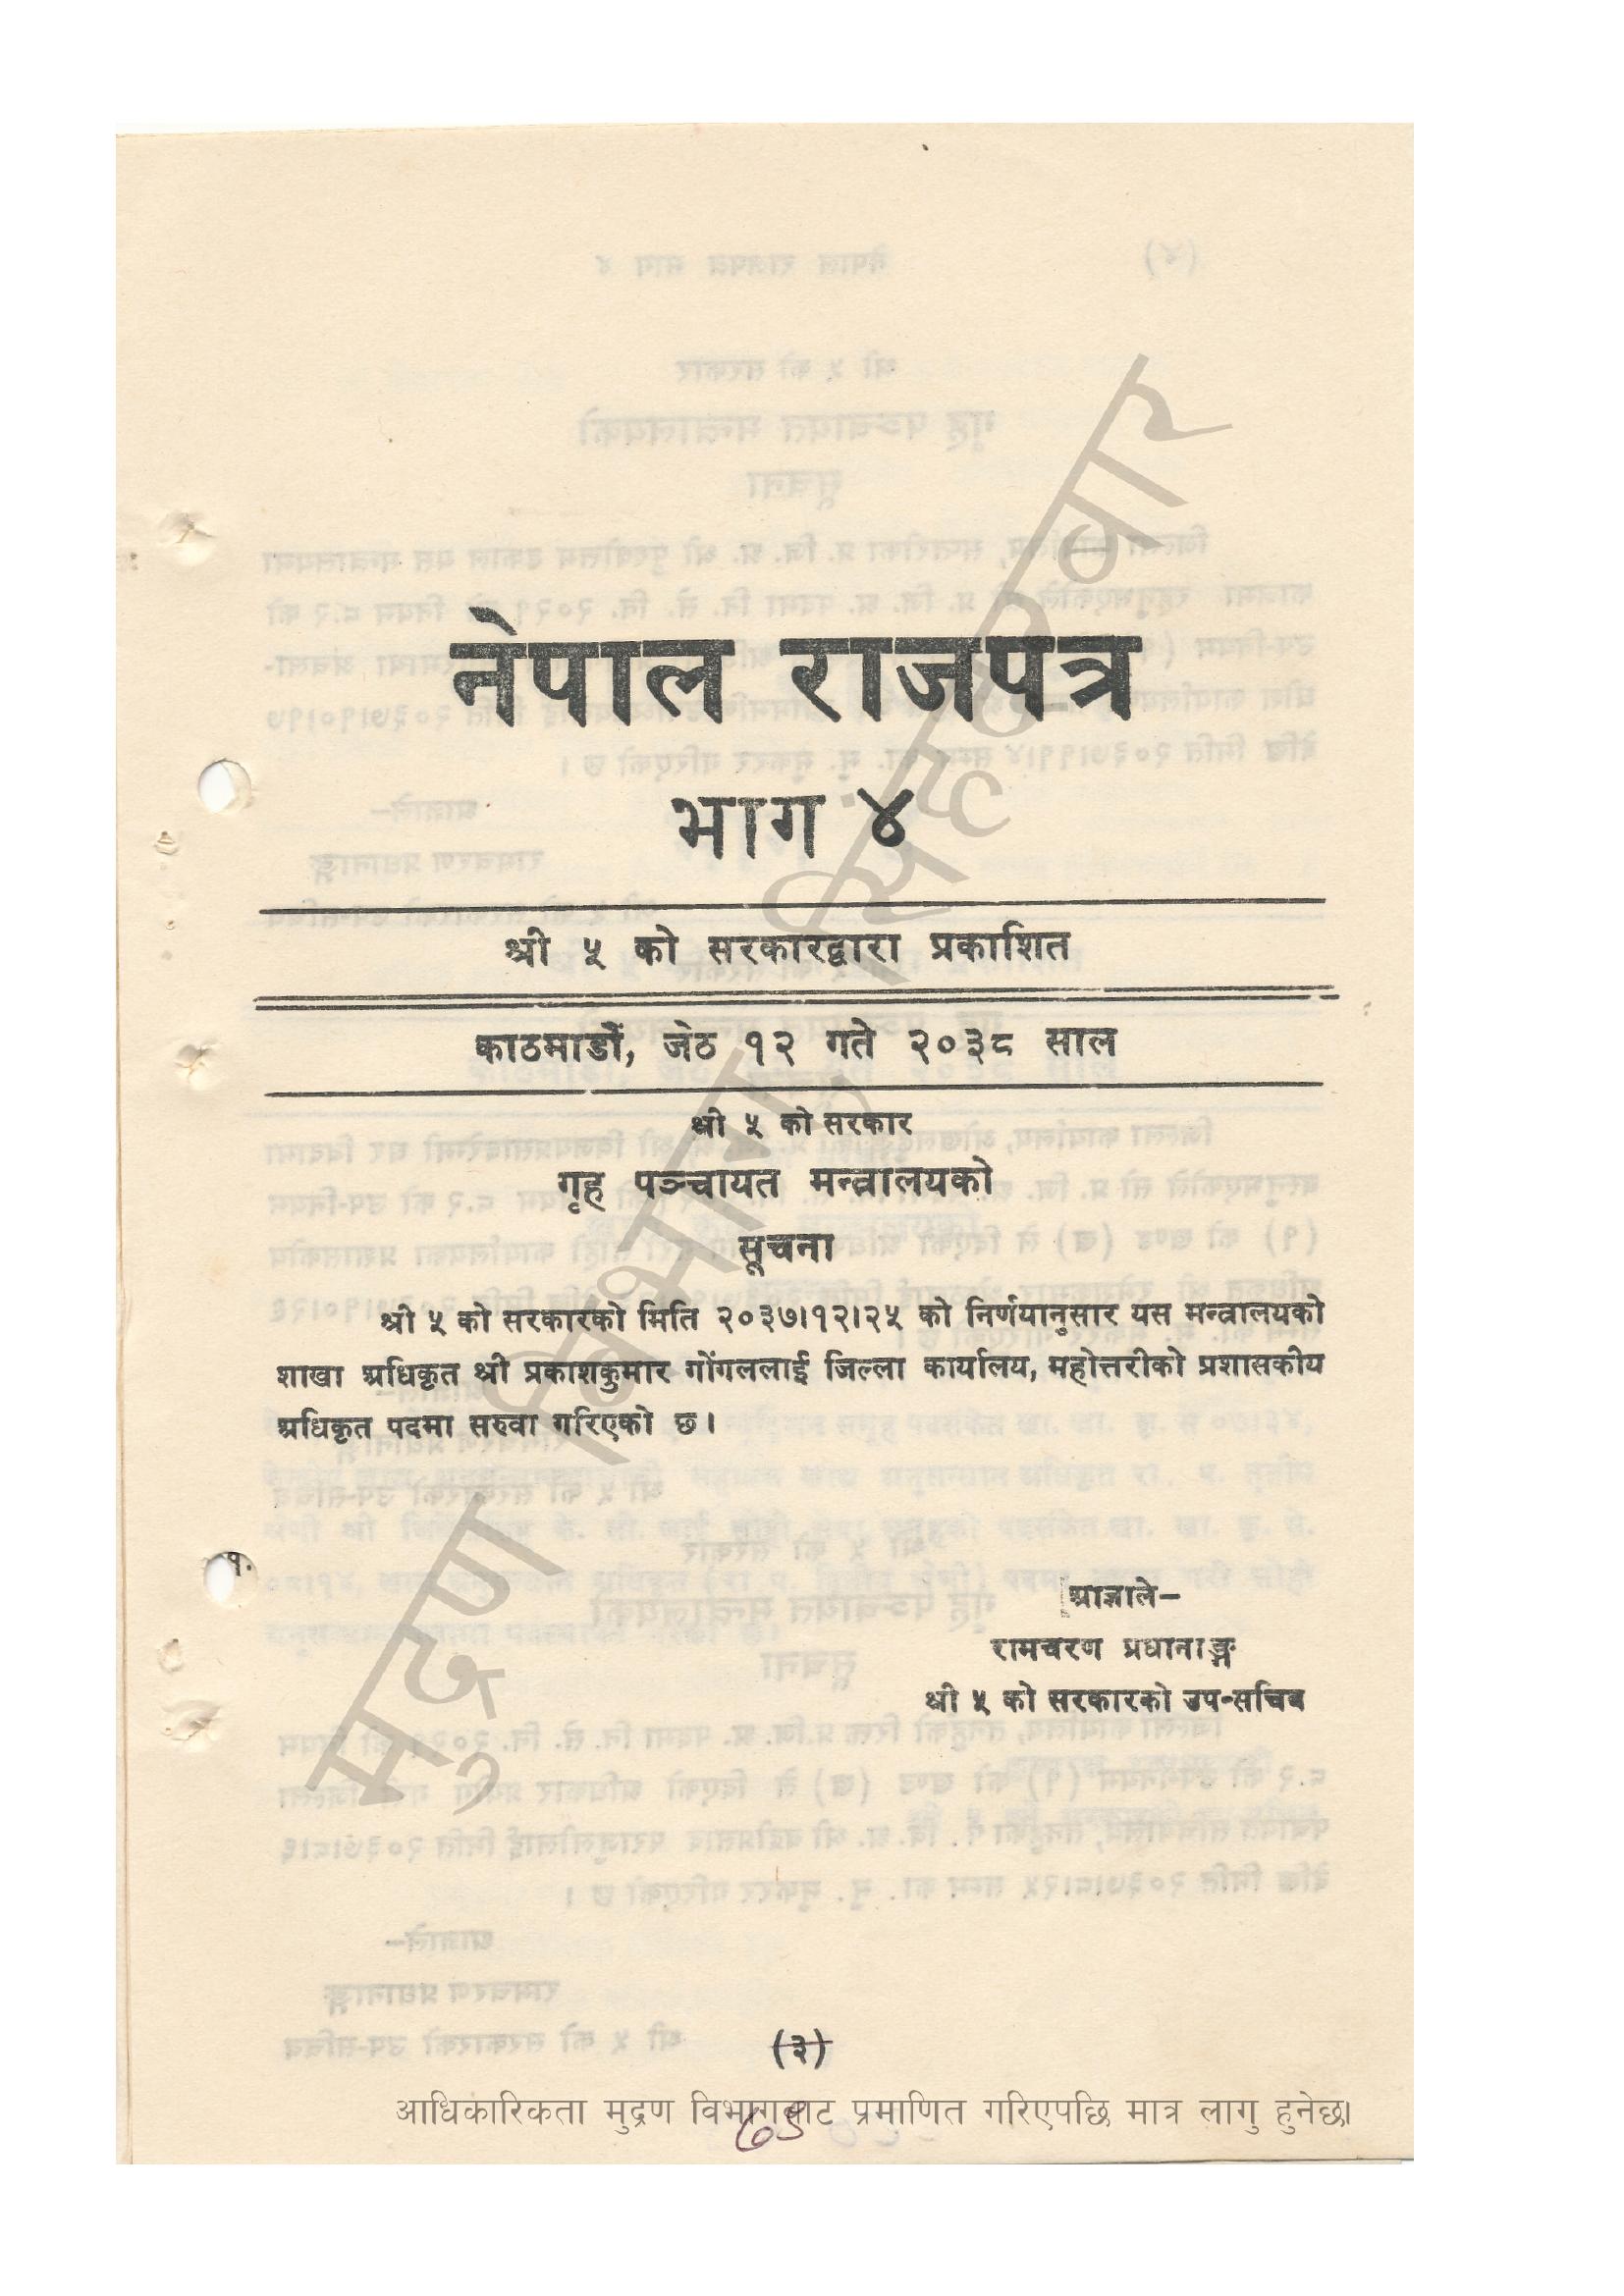 नेपाल राजपत्र
भाग ४
श्री ५ को सरकारद्वारा प्रकाशित
काठमाडौं, जेठ १२ गते २०३८ साल
श्री ५ को सरकार
गृह पञ्चायत मन्त्रालयको
सूचना
श्री ५ को सरकारको मिति २०३७।१२।२५ को निर्णयानुसार यस मन्त्रालयको
शाखा अधिकृत श्री प्रकाशकुमार गोंगललाई जिल्ला कार्यालय, महोत्तरीको प्रशासकीय
अधिकृत पदमा सरुवा गरिएको छ।
आज्ञाले–
रामचरण प्रधानाङ्ग
श्री ५ को सरकारको उप-सचिव
(३)
आधिकारिकता मुद्रण विभागबाट प्रमाणित गरिएपछि मात्र लागु हुनेछ।
मुद्रण विभाग, सिंहदरवार